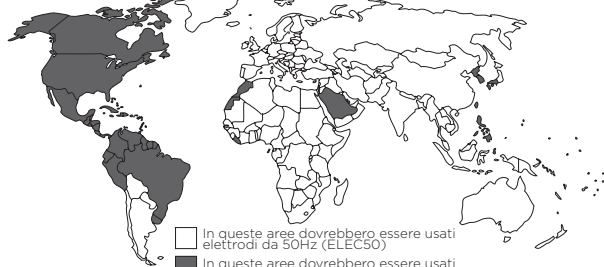 In queste aree dovrebbero essere usati
elettrodi da 50Hz (ELEC50)
In queste aree dovrebbero essere usati